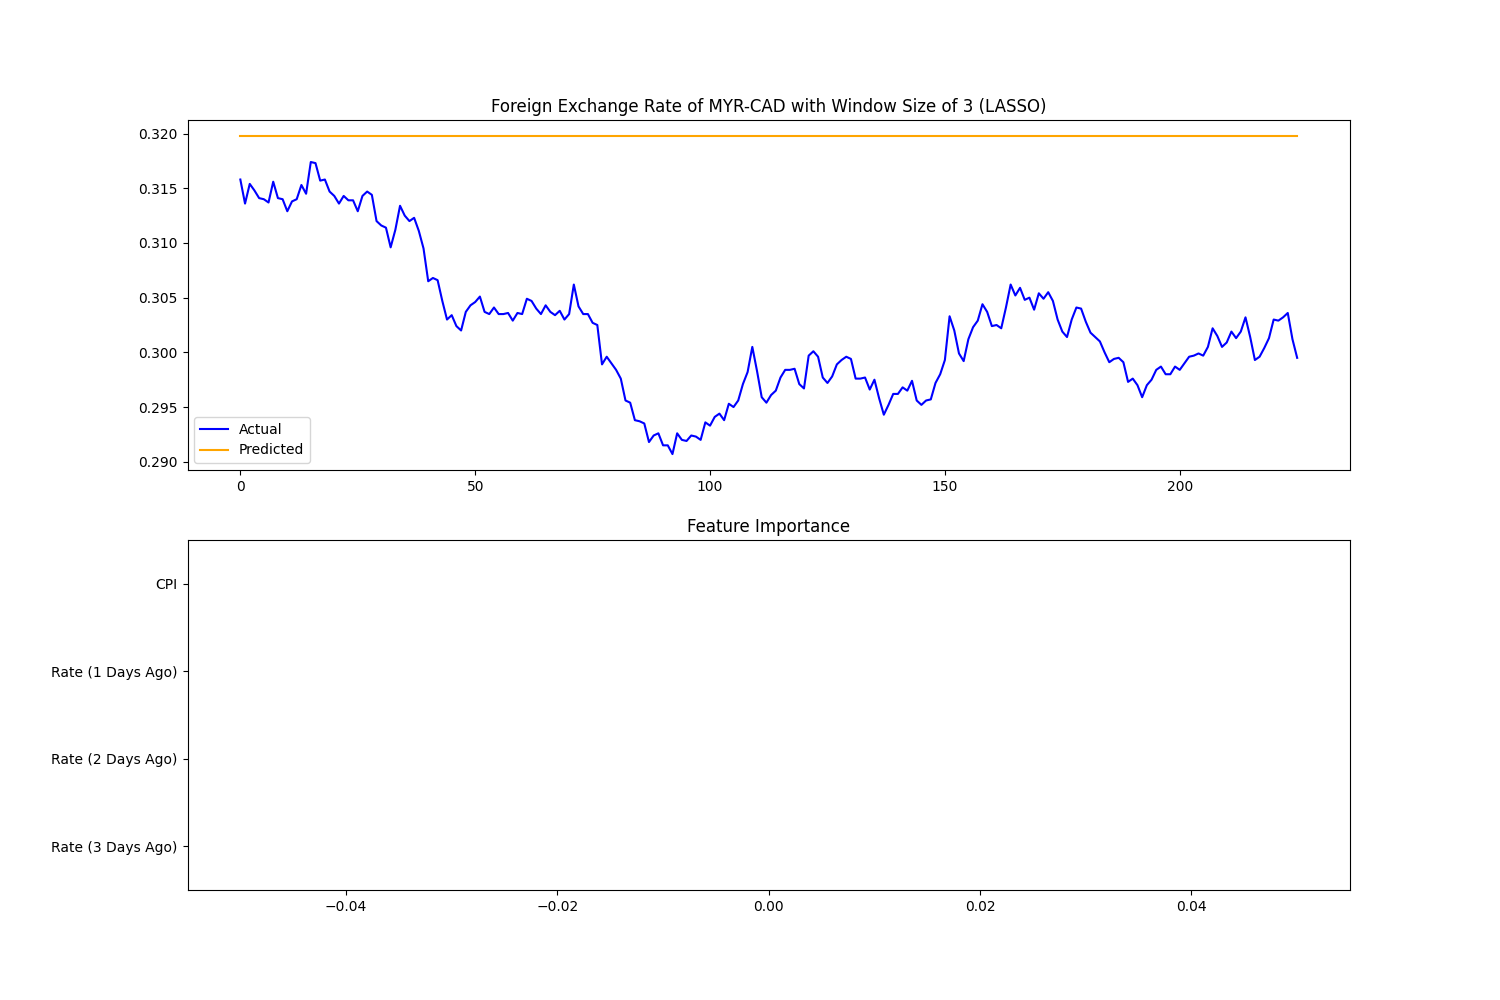 Foreign Exchange Rate of MYR-CAD with Window Size of 3 (LASSO)
0.320
0.315
0.310
0.305
0.300
0.295
0.290
Actual
Predicted
0
50
100
150
200
Feature Importance
CPI
Rate (1 Days Ago)
Rate (2 Days Ago)
Rate (3 Days Ago)
−0.04
−0.02
0.00
0.02
0.04